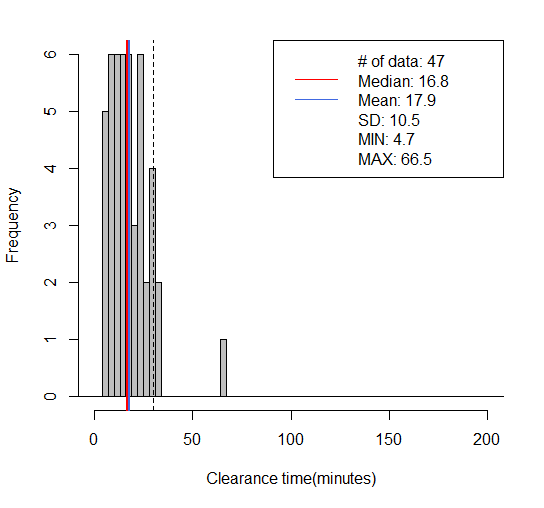 # of data: 47
Median: 16.8
Mean: 17.9
SD: 10.5
MIN: 4.7
MAX: 66.5
Frequency
6
5
4
3
2
1
0
0 50 100 150 200
Clearance time(minutes)